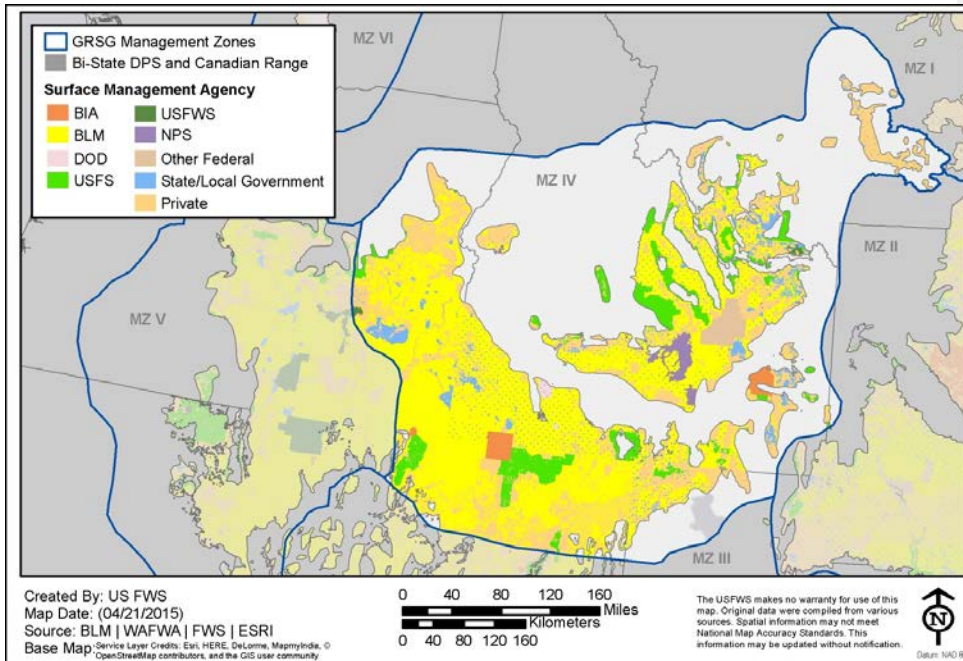 GRSG Management Zones
Bi-State DPS and Canadian Range
Surface Management Agency
BIA
BLM
DOD
USFS
USFWS
NPS
Other Federal
State/Local Government
Private
MZ VI
MZ I
MZ IV
MZ II
MZ V
MZ III
Created By: US FWS
Map Date: (04/21/2015)
Source: BLM | WAFWA | FWS | ESRI
Base Map: Service Layer Credits: Esri, HERE, DeLorme, MapmyIndia, ©
OpenStreetMap contributors, and the GIS user community
0 20 40 80 120 160
Miles
Kilometers
0 20 40 80 120 160
The USFWS makes no warranty for use of this
map. Original data were compiled from various
sources. Spatial information may not meet
National Map Accuracy Standards. This
information may be updated without notification.
N
Datum: NAD 8